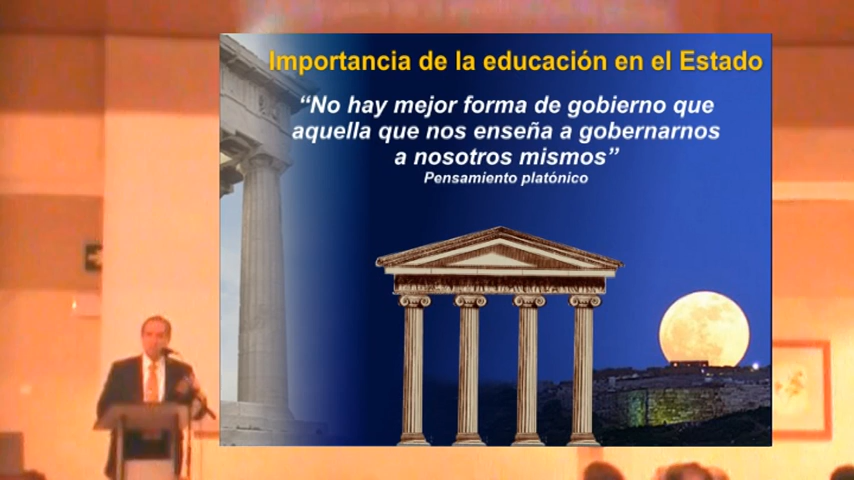 Importancia de la educación en el Estado
“No hay mejor forma de gobierno que
aquella que nos enseña a gobernarnos
a nosotros mismos”
Pensamiento platónico